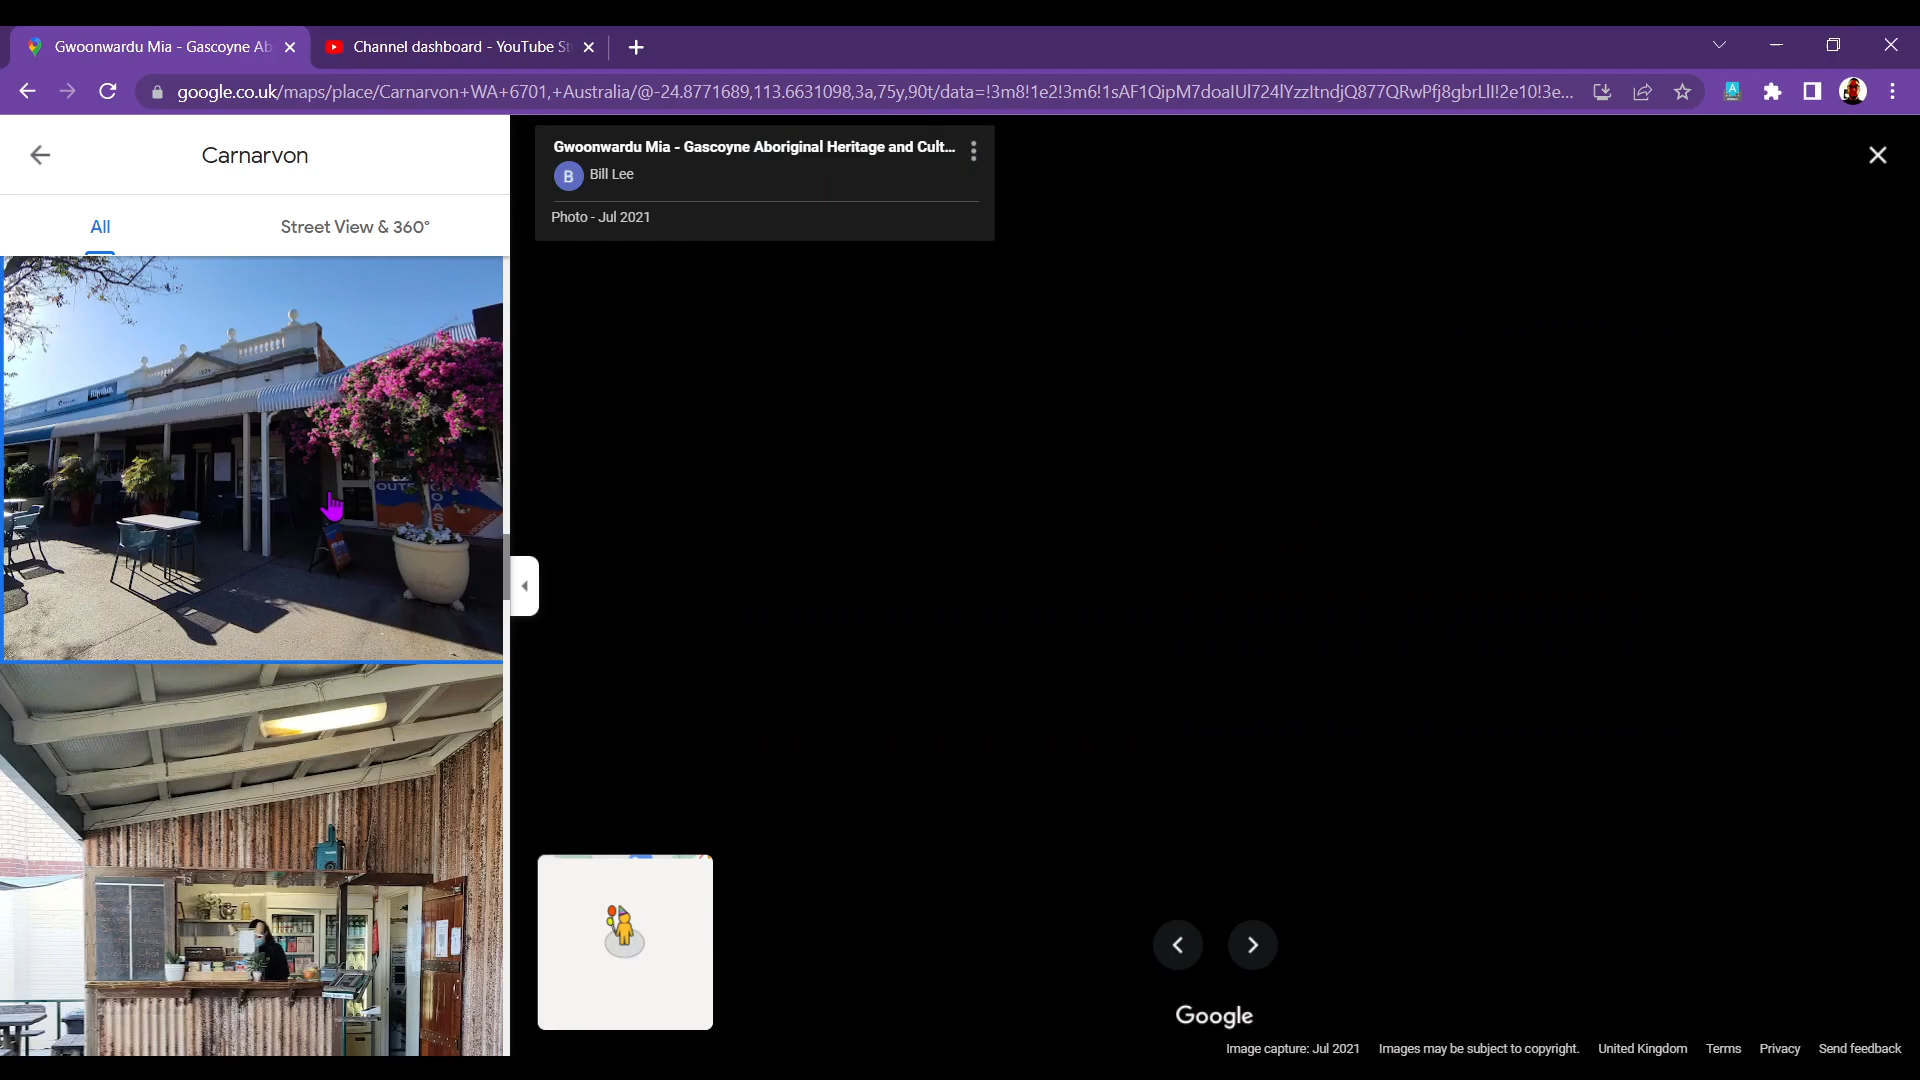 Gwoonwardu Mia - Gascoyne Ab
Channel dashboard - YouTube St
google.co.uk/maps/place/Carnarvon+WA+6701,+Australia/@-24.8771689,113.6631098,3a,75y,90t/data=!3m8!1e2!3m6!1sAF1QipM7doaIUl724lYzzItndjQ877QRwPfj8gbrLlI!2e10!3e...
Carnarvon
All
Street View & 360°
Gwoonwardu Mia - Gascoyne Aboriginal Heritage and Cult...
B
Bill Lee
Photo - Jul 2021
OUT
COAST
Google
Image capture: Jul 2021 Images may be subject to copyright. United Kingdom Terms Privacy Send feedback